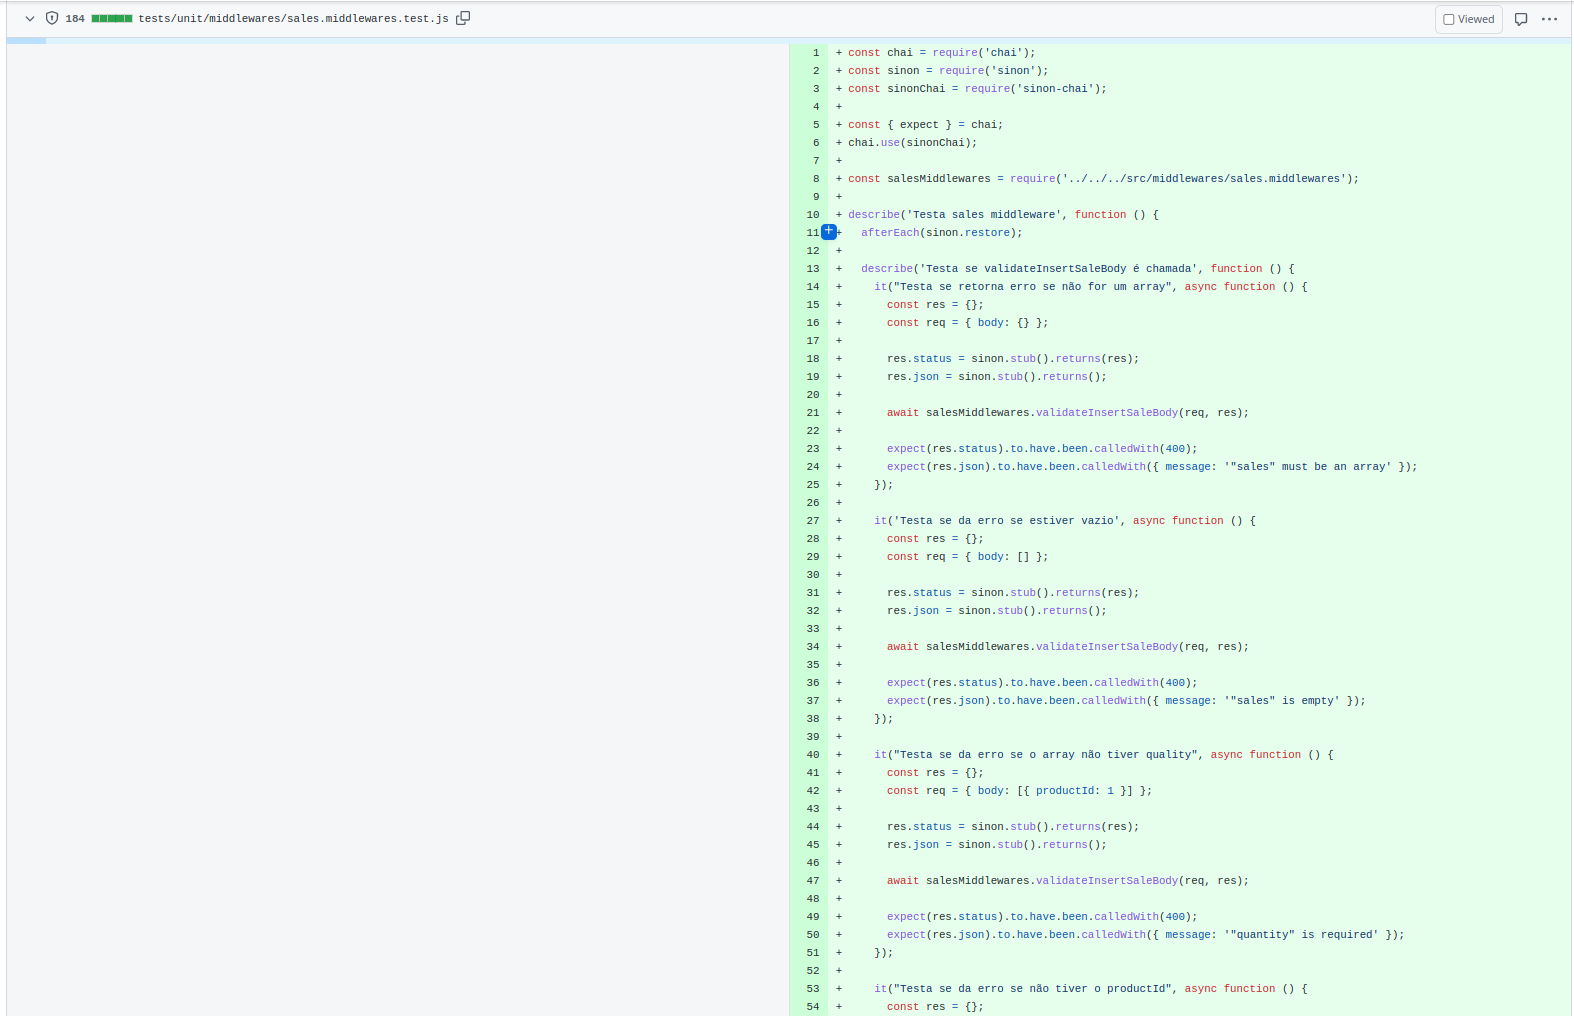 184 tests/unit/middlewares/sales.middlewares.test.js Viewed
1 + const chai = require('chai');
2 + const sinon = require('sinon');
3 + const sinonChai = require('sinon-chai');
4 +
5 + const { expect } = chai;
6 + chai.use(sinonChai);
7 +
8 + const salesMiddlewares = require('../../../src/middlewares/sales.middlewares');
9 +
10 + describe('Testa sales middleware', function () {
11 + afterEach(sinon.restore);
12 +
13 + describe('Testa se validateInsertSaleBody é chamada', function () {
14 + it("Testa se retorna erro se não for um array", async function () {
15 + const res = {};
16 + const req = { body: {} };
17 +
18 + res.status = sinon.stub().returns(res);
19 + res.json = sinon.stub().returns();
20 +
21 + await salesMiddlewares.validateInsertSaleBody(req, res);
22 +
23 + expect(res.status).to.have.been.calledWith(400);
24 + expect(res.json).to.have.been.calledWith({ message: '"sales" must be an array' });
25 + });
26 +
27 + it('Testa se da erro se estiver vazio', async function () {
28 + const res = {};
29 + const req = { body: [] };
30 +
31 + res.status = sinon.stub().returns(res);
32 + res.json = sinon.stub().returns();
33 +
34 + await salesMiddlewares.validateInsertSaleBody(req, res);
35 +
36 + expect(res.status).to.have.been.calledWith(400);
37 + expect(res.json).to.have.been.calledWith({ message: '"sales" is empty' });
38 + });
39 +
40 + it("Testa se da erro se o array não tiver quality", async function () {
41 + const res = {};
42 + const req = { body: [{ productId: 1 }] };
43 +
44 + res.status = sinon.stub().returns(res);
45 + res.json = sinon.stub().returns();
46 +
47 + await salesMiddlewares.validateInsertSaleBody(req, res);
48 +
49 + expect(res.status).to.have.been.calledWith(400);
50 + expect(res.json).to.have.been.calledWith({ message: '"quantity" is required' });
51 + });
52 +
53 + it("Testa se da erro se não tiver o productId", async function () {
54 + const res = {};